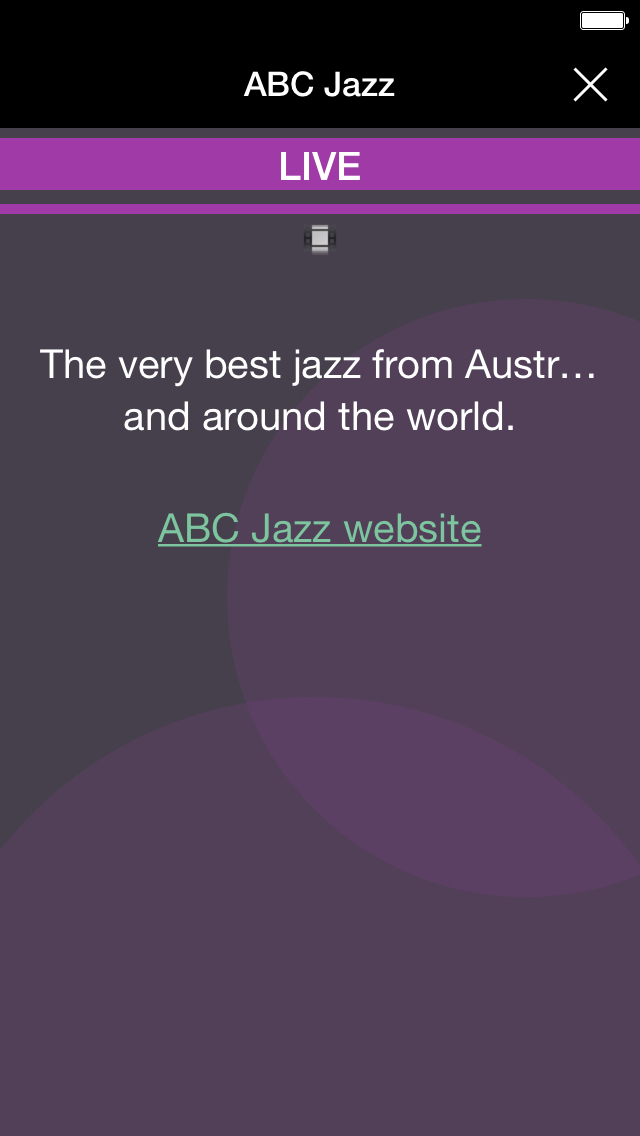 ABC Jazz
LIVE
The very best jazz from Austr…
and around the world.
ABC Jazz website